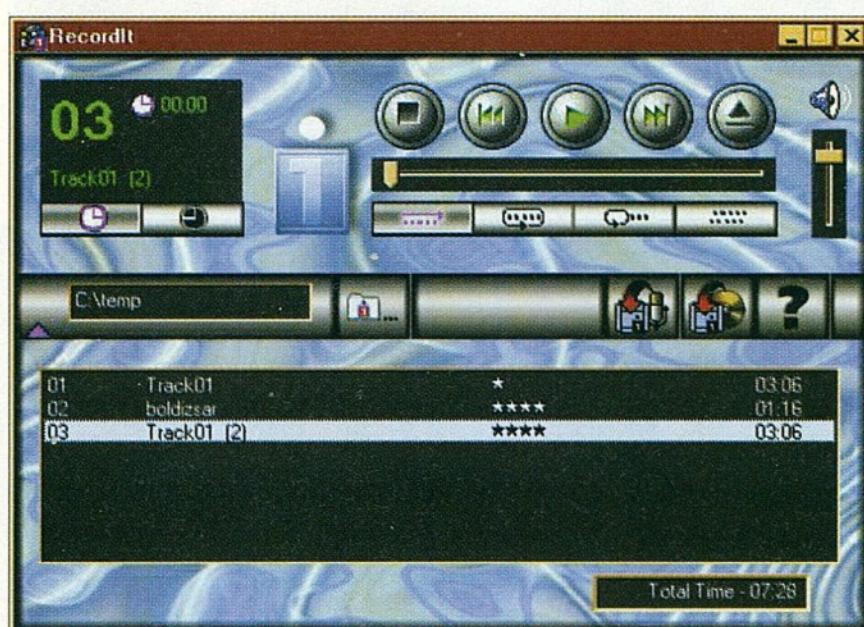 RecordIt
03 00:00
Track01 (2)
1
C:\temp
...
?
01 Track01 * 03:06
02 boldizsar **** 01:16
03 Track01 (2) **** 03:06
Total Time - 07:28